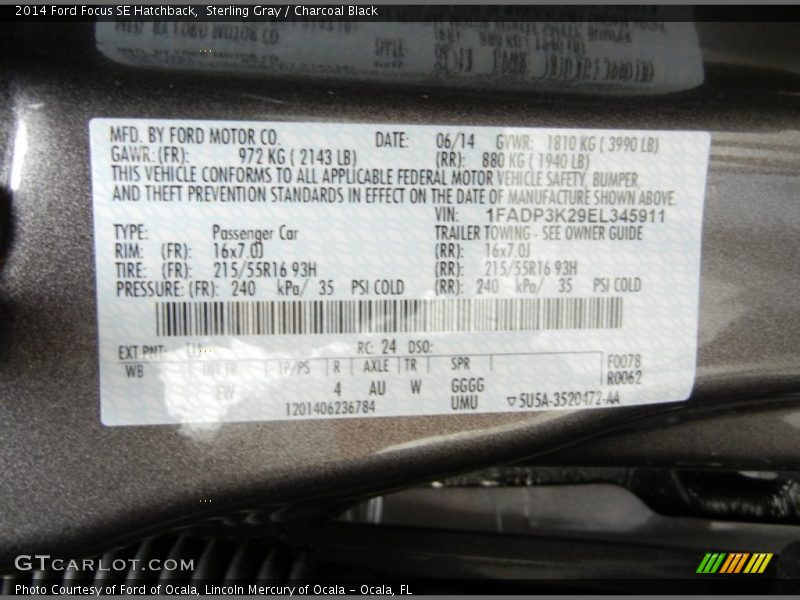 2014 Ford Focus SE Hatchback,  Sterling Gray / Charcoal Black
MFD. BY FORD MOTOR CO. DATE: 06/14 GVWR: 1810 KG ( 3990 LB)
GAWR: (FR): 972 KG ( 2143 LB) (RR): 880 KG ( 1940 LB)
THIS VEHICLE CONFORMS TO ALL APPLICABLE FEDERAL MOTOR VEHICLE SAFETY, BUMPER,
AND THEFT PREVENTION STANDARDS IN EFFECT ON THE DATE OF MANUFACTURE SHOWN ABOVE.
VIN: 1FADP3K29EL345911
TYPE: Passenger Car TRAILER TOWING - SEE OWNER GUIDE
RIM: (FR): 16x7.0J (RR): 16x7.0J
TIRE: (FR): 215/55R16 93H (RR): 215/55R16 93H
PRESSURE: (FR): 240 kPa/ 35 PSI COLD (RR): 240 kPa/ 35 PSI COLD
EXT PNT: UJ RC: 24 DSO:
WB INT TR TP/PS R AXLE TR SPR F0078
R0062
EW 4 AU W GGGG
1201406236784 UMU ▽5U5A-3520472-AA
GTCARLOT.COM
Photo Courtesy of Ford of Ocala, Lincoln Mercury of Ocala – Ocala, FL